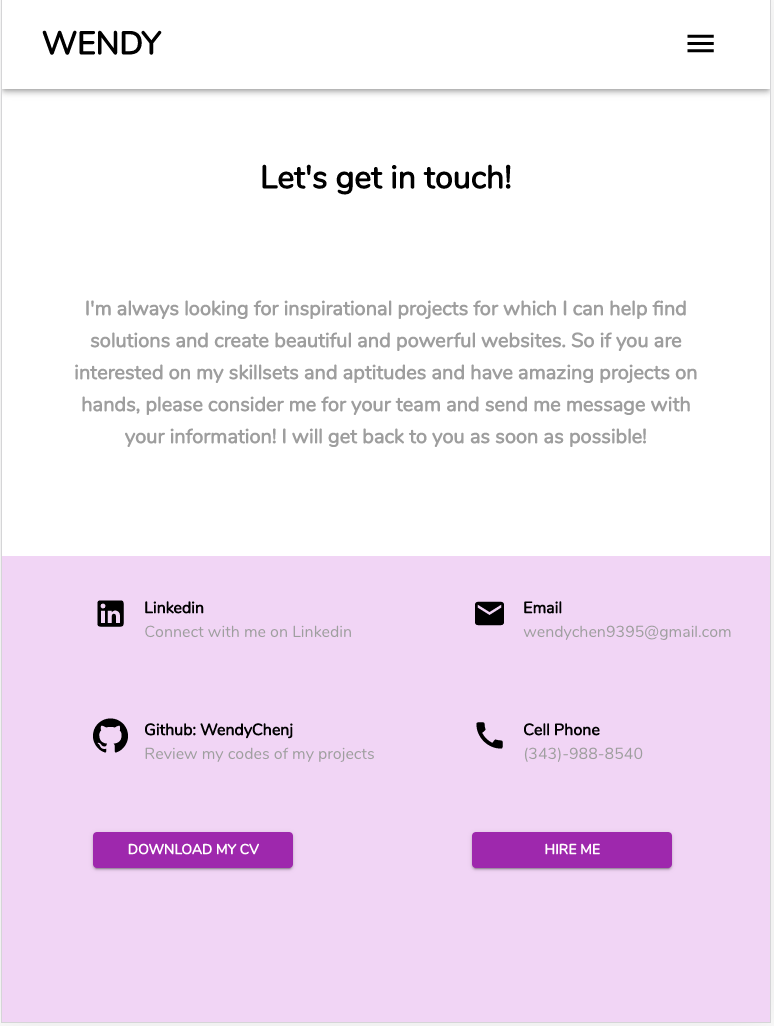 WENDY
Let's get in touch!
I'm always looking for inspirational projects for which I can help find
solutions and create beautiful and powerful websites. So if you are
interested on my skillsets and aptitudes and have amazing projects on
hands, please consider me for your team and send me message with
your information! I will get back to you as soon as possible!
Linkedin
Connect with me on Linkedin
Email
wendychen9395@gmail.com
Github: WendyChenj
Review my codes of my projects
Cell Phone
(343)-988-8540
DOWNLOAD MY CV
HIRE ME